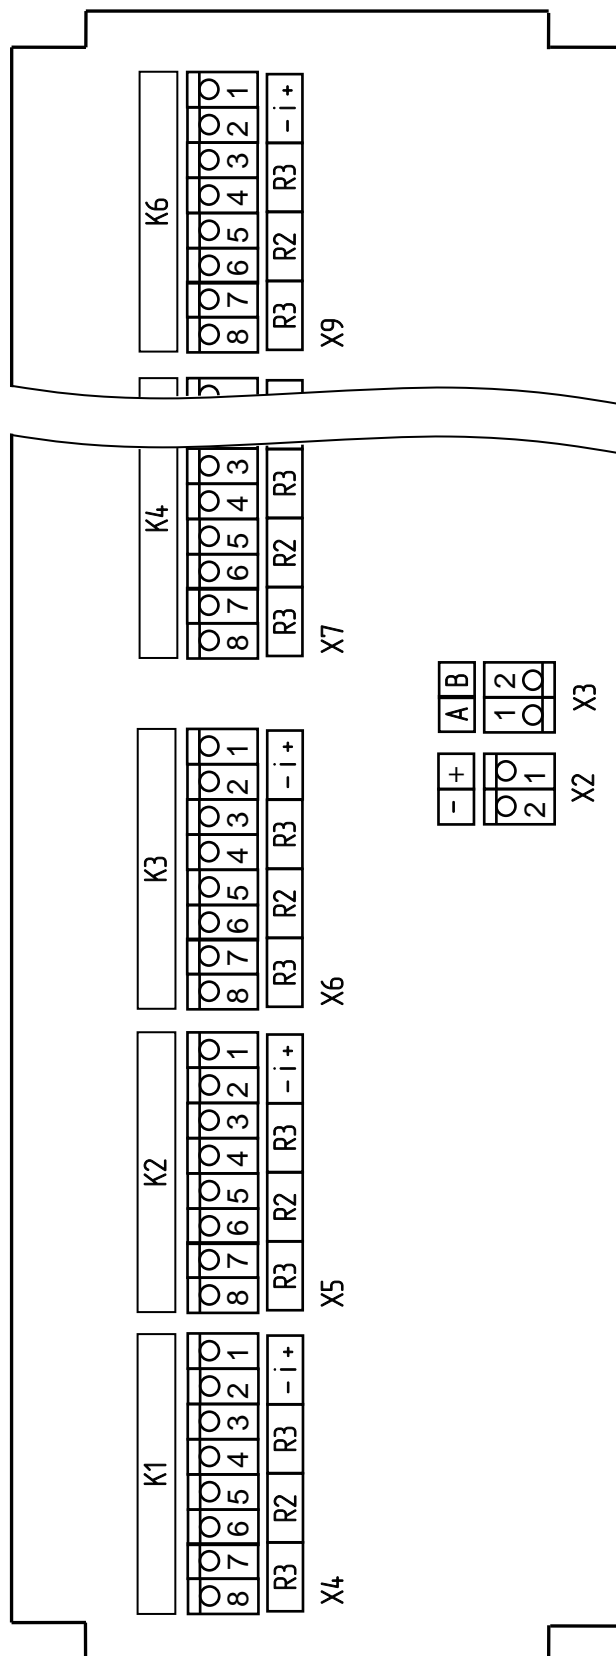 K1 K2 K3 K4 K6
8 7 6 5 4 3 2 1 8 7 6 5 4 3 2 1 8 7 6 5 4 3 2 1 8 7 6 5 4 3 8 7 6 5 4 3 2 1
R3 R2 R3 - i + R3 R2 R3 - i + R3 R2 R3 - i + R3 R2 R3 R3 R2 R3 - i +
X4 X5 X6 X7 X9
- + A B
2 1 1 2
X2 X3